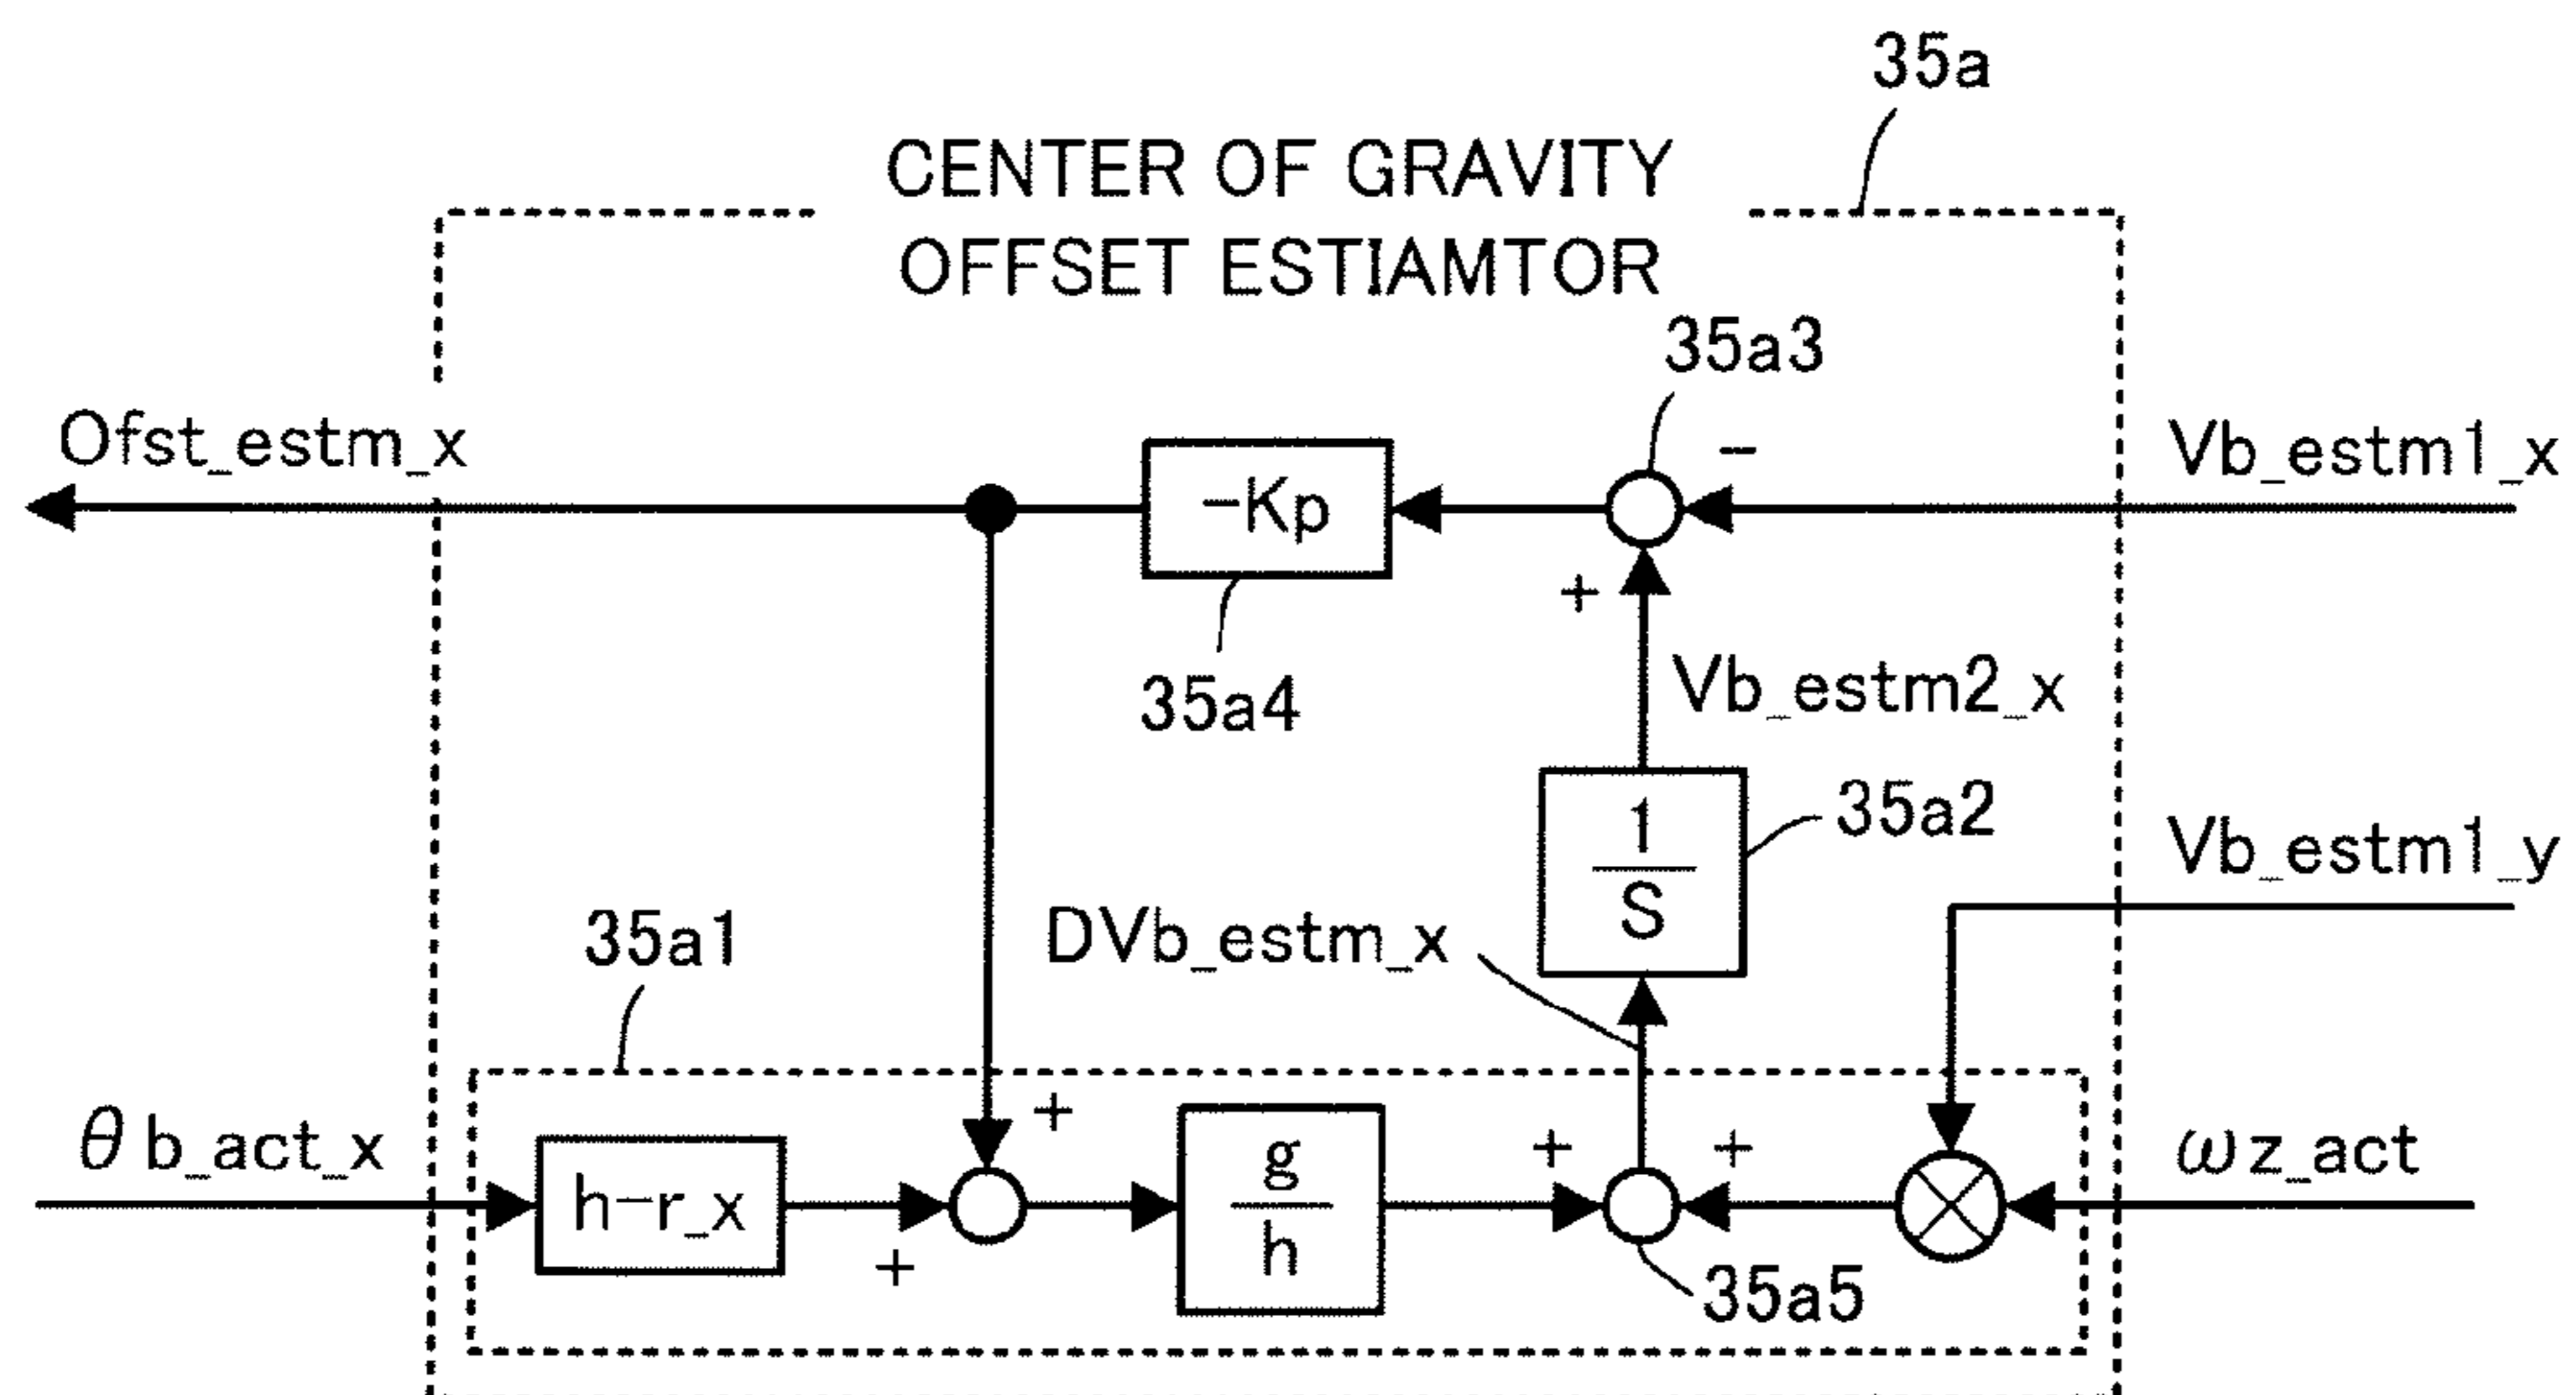 35a
CENTER OF GRAVITY
OFFSET ESTIAMTOR
35a3
Ofst_estm_x
-Kp
-
Vb_estm1_x
+
35a4
Vb_estm2_x
1
S
35a2
Vb_estm1_y
35a1
DVb_estm_x
θb_act_x
h-r_x
+
+
g
h
+
+
ωz_act
35a5